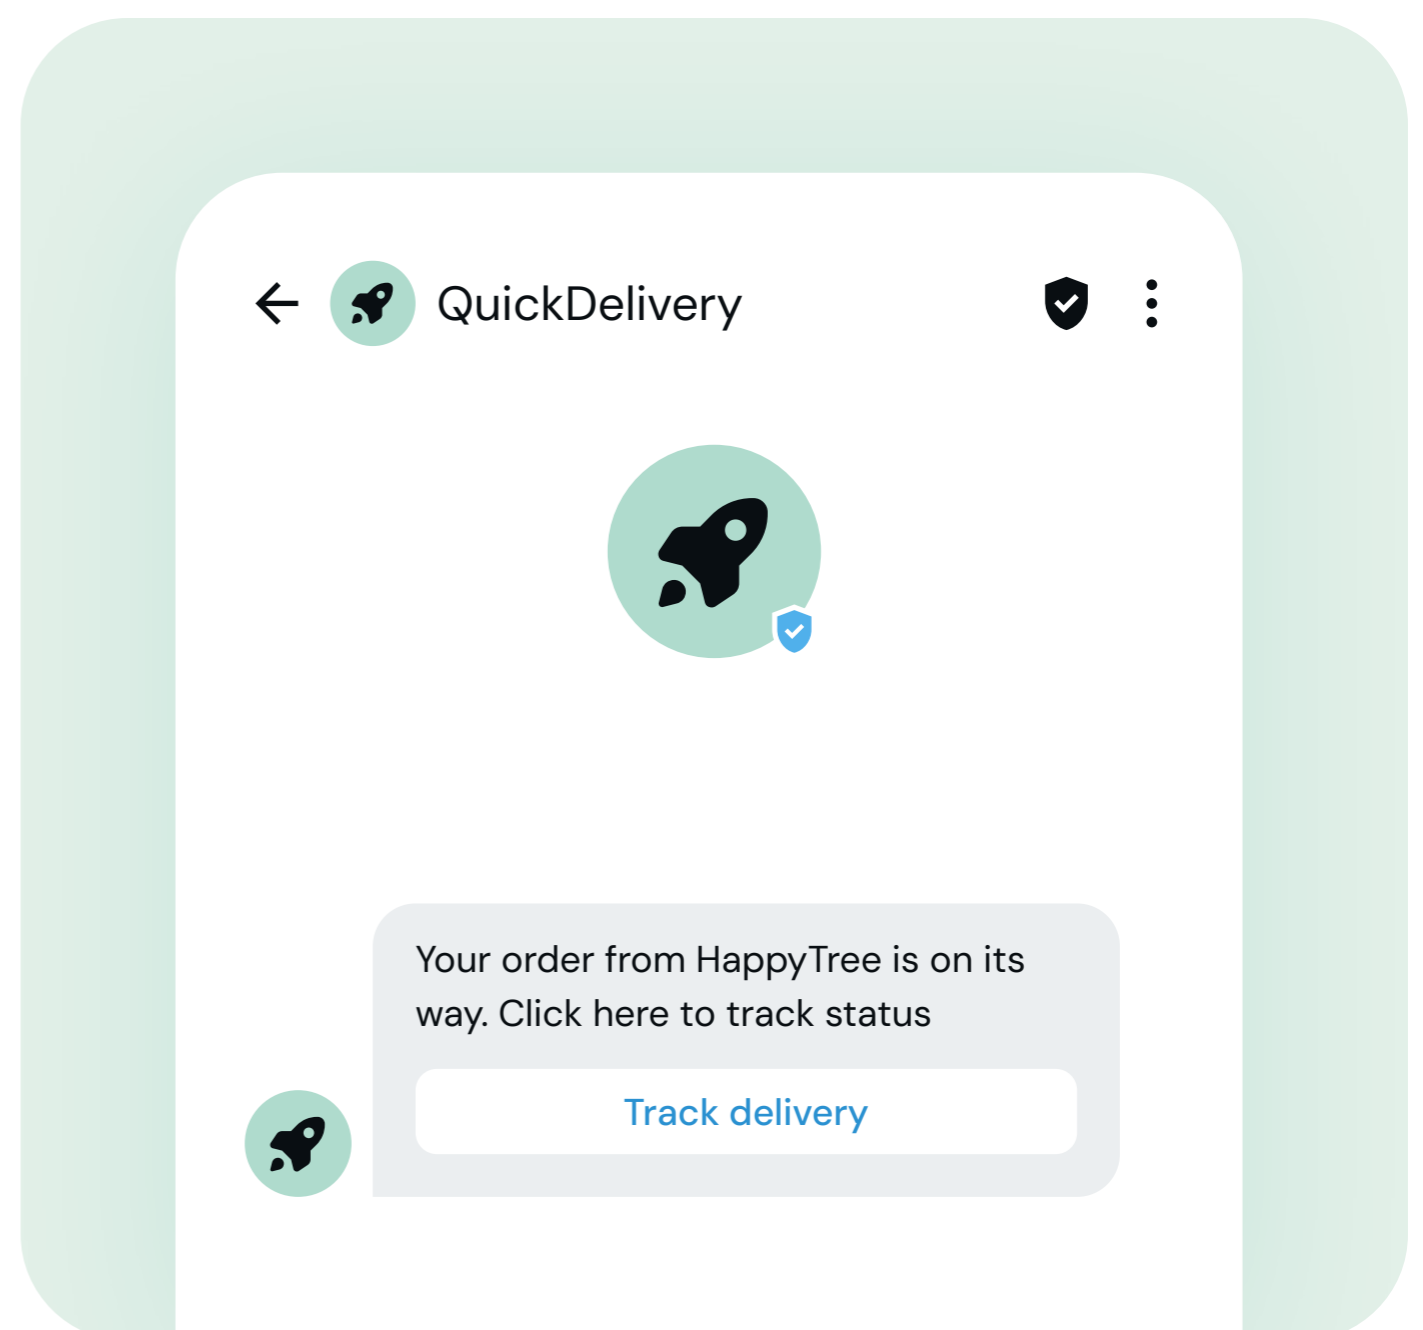 QuickDelivery
Your order from HappyTree is on its
way. Click here to track status
Track delivery